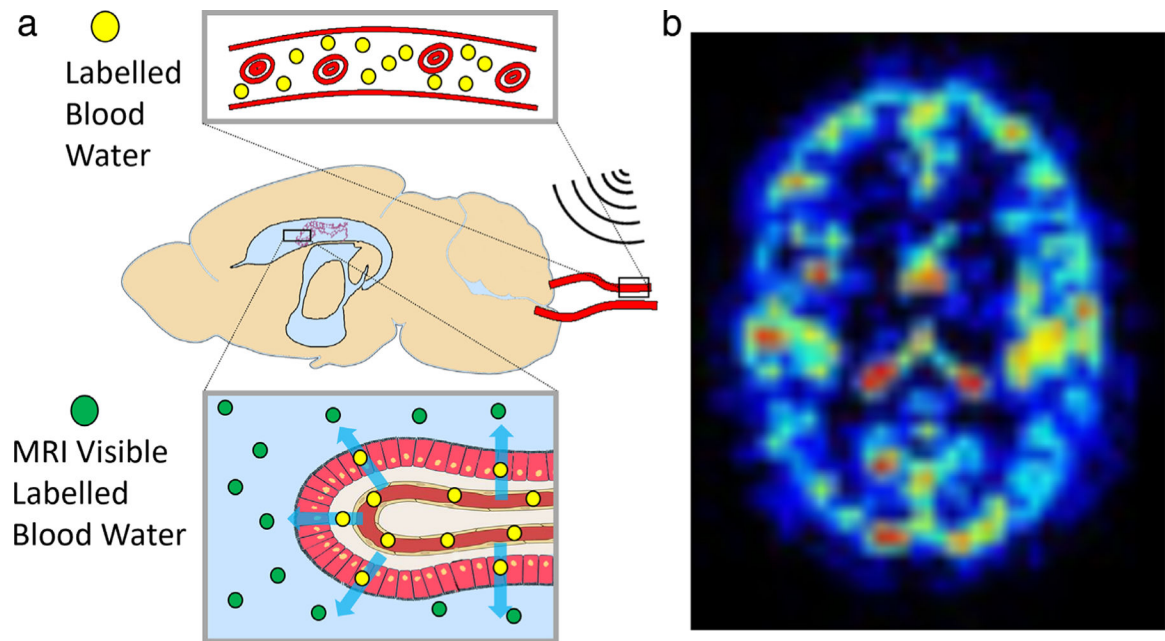 a
Labelled
Blood
Water
MRI Visible
Labelled
Blood Water
b